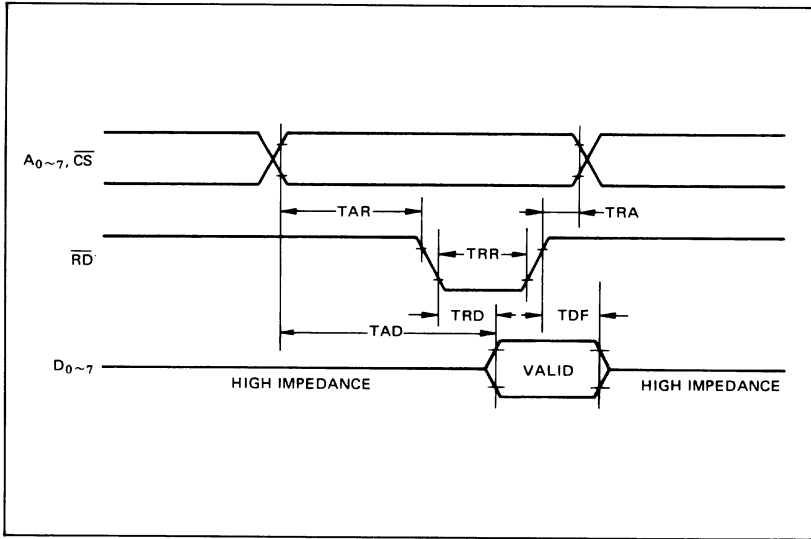 A0~7, CS
TAR
TRA
RD
TRR
TRD
TDF
TAD
D0~7
VALID
HIGH IMPEDANCE
HIGH IMPEDANCE